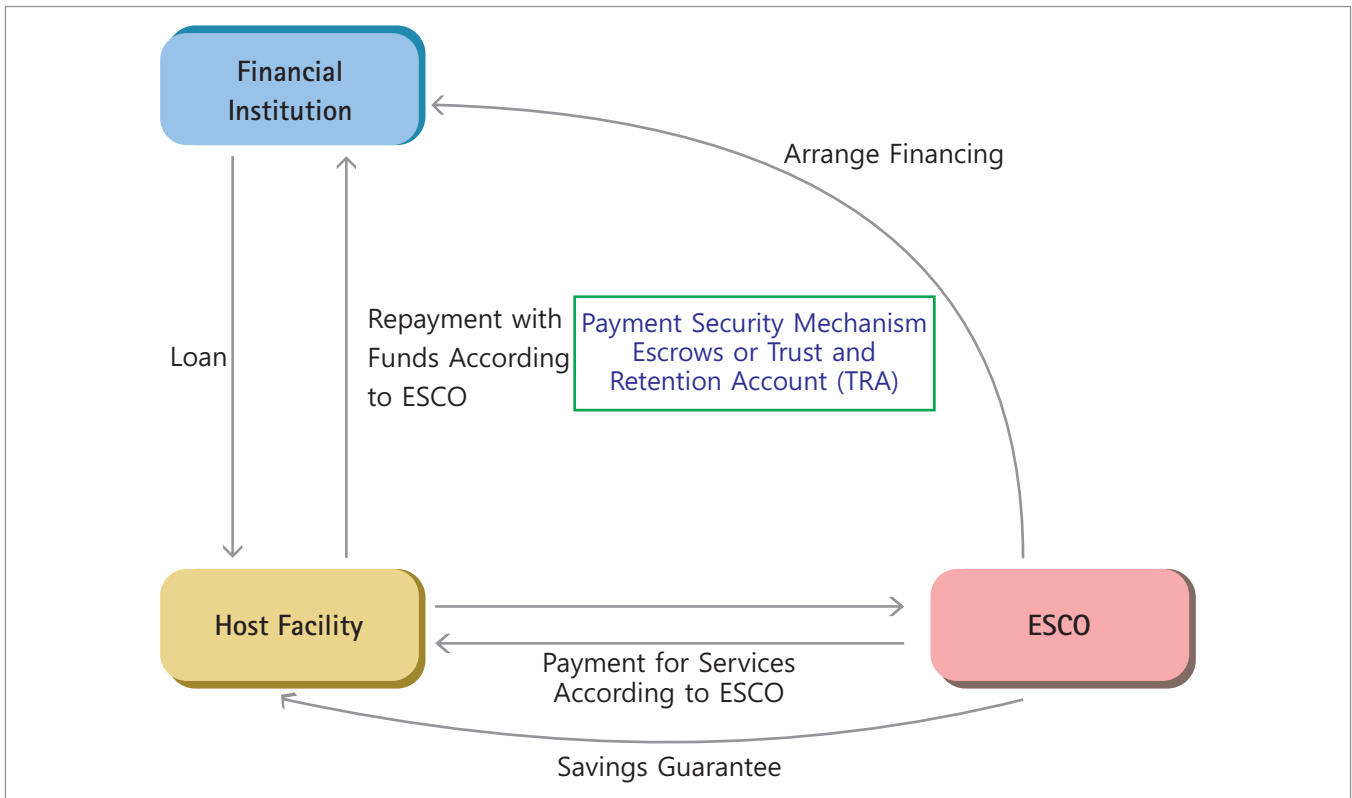 Financial
Institution
Arrange Financing
Loan
Repayment with
Funds According
to ESCO
Payment Security Mechanism
Escrows or Trust and
Retention Account (TRA)
Host Facility
ESCO
Payment for Services
According to ESCO
Savings Guarantee